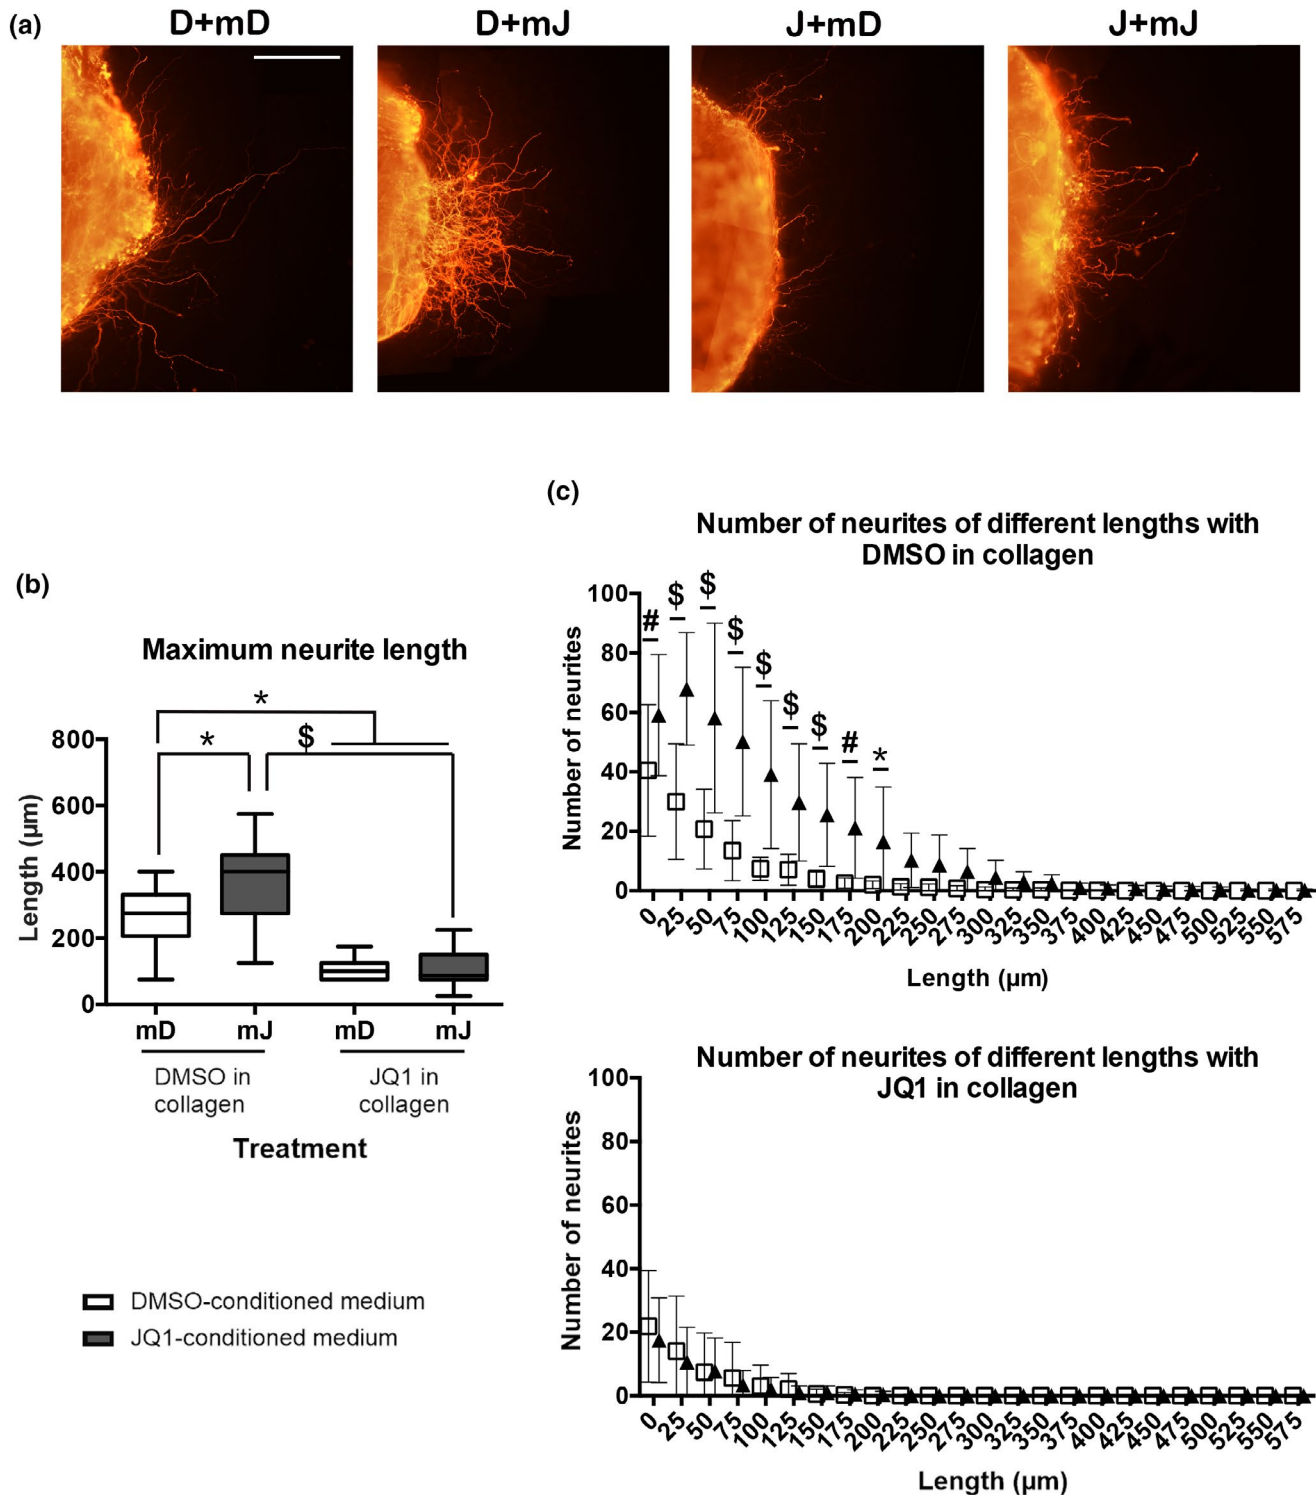 (a)
D+mD
D+mJ
J+mD
J+mJ
(b)
Maximum neurite length
*
*
$
Length (µm)
800
600
400
200
0
mD
mJ
mD
mJ
DMSO in
collagen
JQ1 in
collagen
Treatment
DMSO-conditioned medium
JQ1-conditioned medium
(c)
Number of neurites of different lengths with
DMSO in collagen
Number of neurites
100
80
60
40
20
0
# $ $ $ $ $ $ # *
0 25 50 75 100 125 150 175 200 225 250 275 300 325 350 375 400 425 450 475 500 525 550 575
Length (µm)
Number of neurites of different lengths with
JQ1 in collagen
Number of neurites
100
80
60
40
20
0
0 25 50 75 100 125 150 175 200 225 250 275 300 325 350 375 400 425 450 475 500 525 550 575
Length (µm)